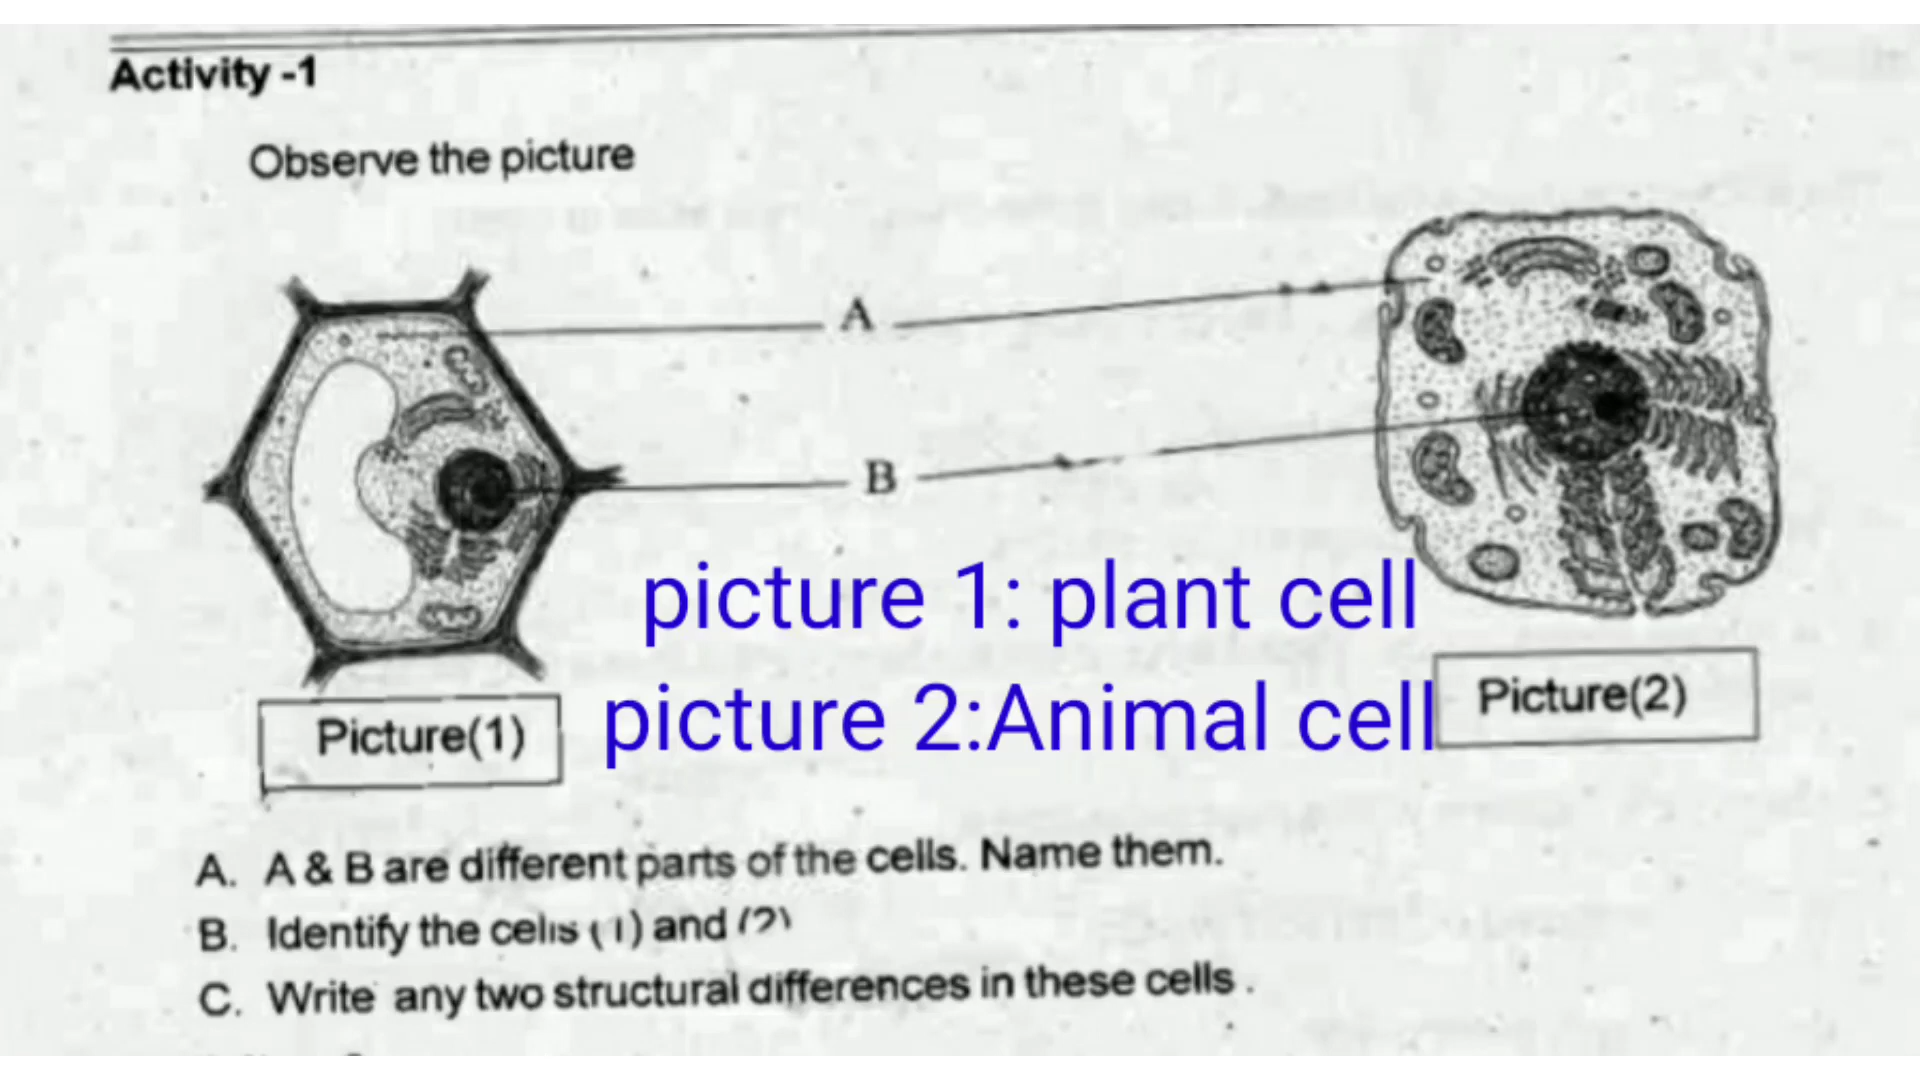 Activity -1
Observe the picture
A
B
picture 1: plant cell
picture 2:Animal cell
Picture(1)
Picture(2)
A. A & B are different parts of the cells. Name them.
B. Identify the cells (1) and (2)
C. Write any two structural differences in these cells .